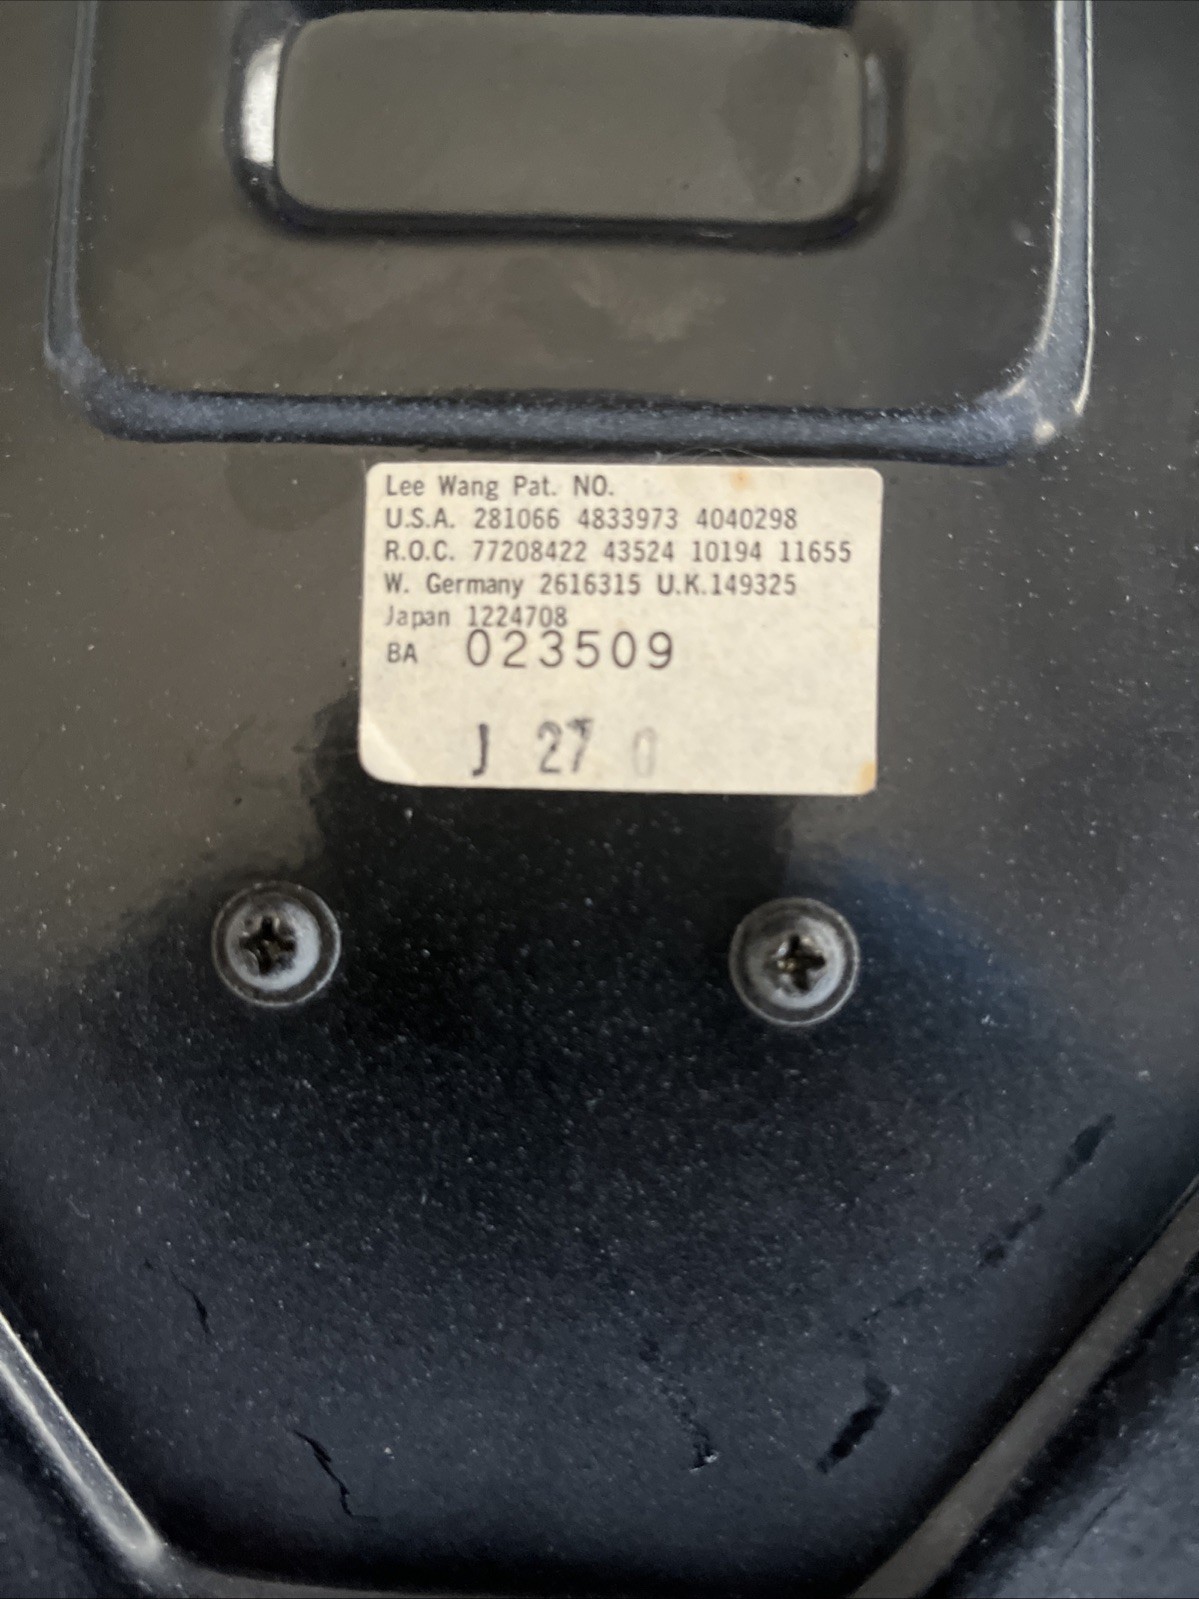 Lee Wang Pat. NO.
U.S.A. 281066 4833973 4040298
R.O.C. 77208422 43524 10194 11655
W. Germany 2616315 U.K.149325
Japan 1224708
BA 023509
J 27 0